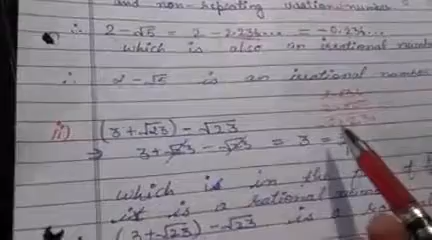 and non-repeating
∴ 2 - √5 = 2 - 2.236... = -0.236...
which is also an irrational number
∴ 2 - √5 is an irrational number
ii) (3 + √23) - √23
⇒ 3 + √23 - √23 = 3 =
which is in the
it is a rational
(3 + √23) - √23 is a